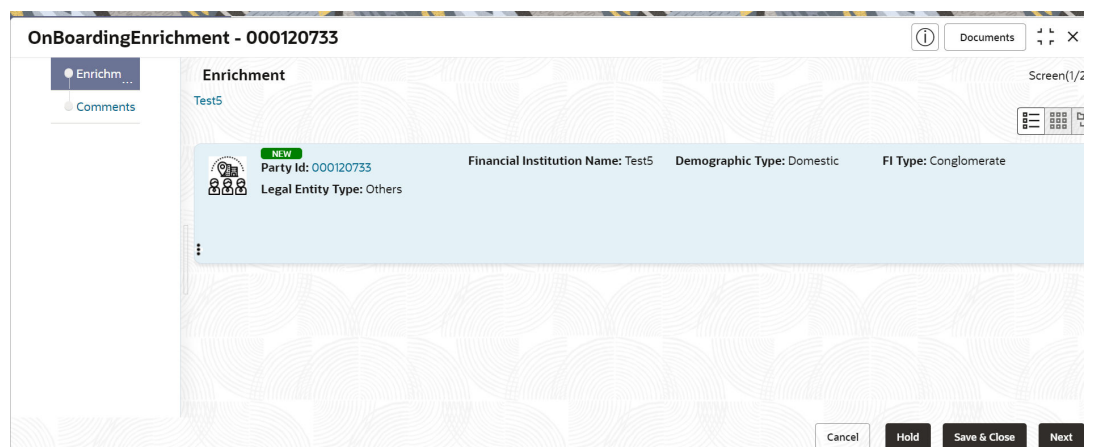 OnBoardingEnrichment - 000120733
Documents
Enrichm...
Comments
Enrichment
Screen(1/2
Test5
NEW
Party Id: 000120733
Financial Institution Name: Test5
Demographic Type: Domestic
FI Type: Conglomerate
Legal Entity Type: Others
Cancel
Hold
Save & Close
Next